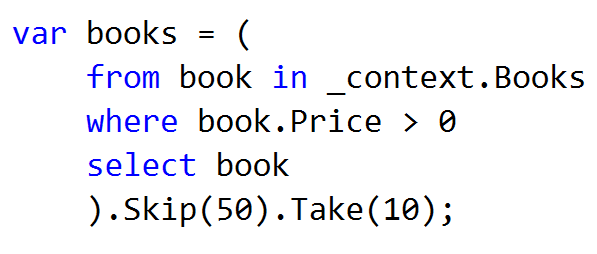 var books = (
    from book in _context.Books
    where book.Price > 0
    select book
    ).Skip(50).Take(10);